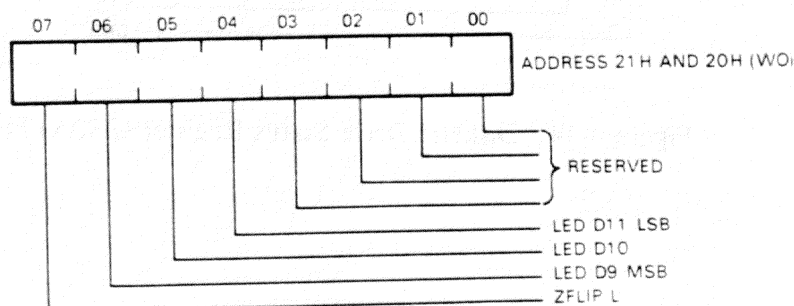 07 06 05 04 03 02 01 00
ADDRESS 21H AND 20H (WO)
RESERVED
LED D11 LSB
LED D10
LED D9 MSB
ZFLIP L